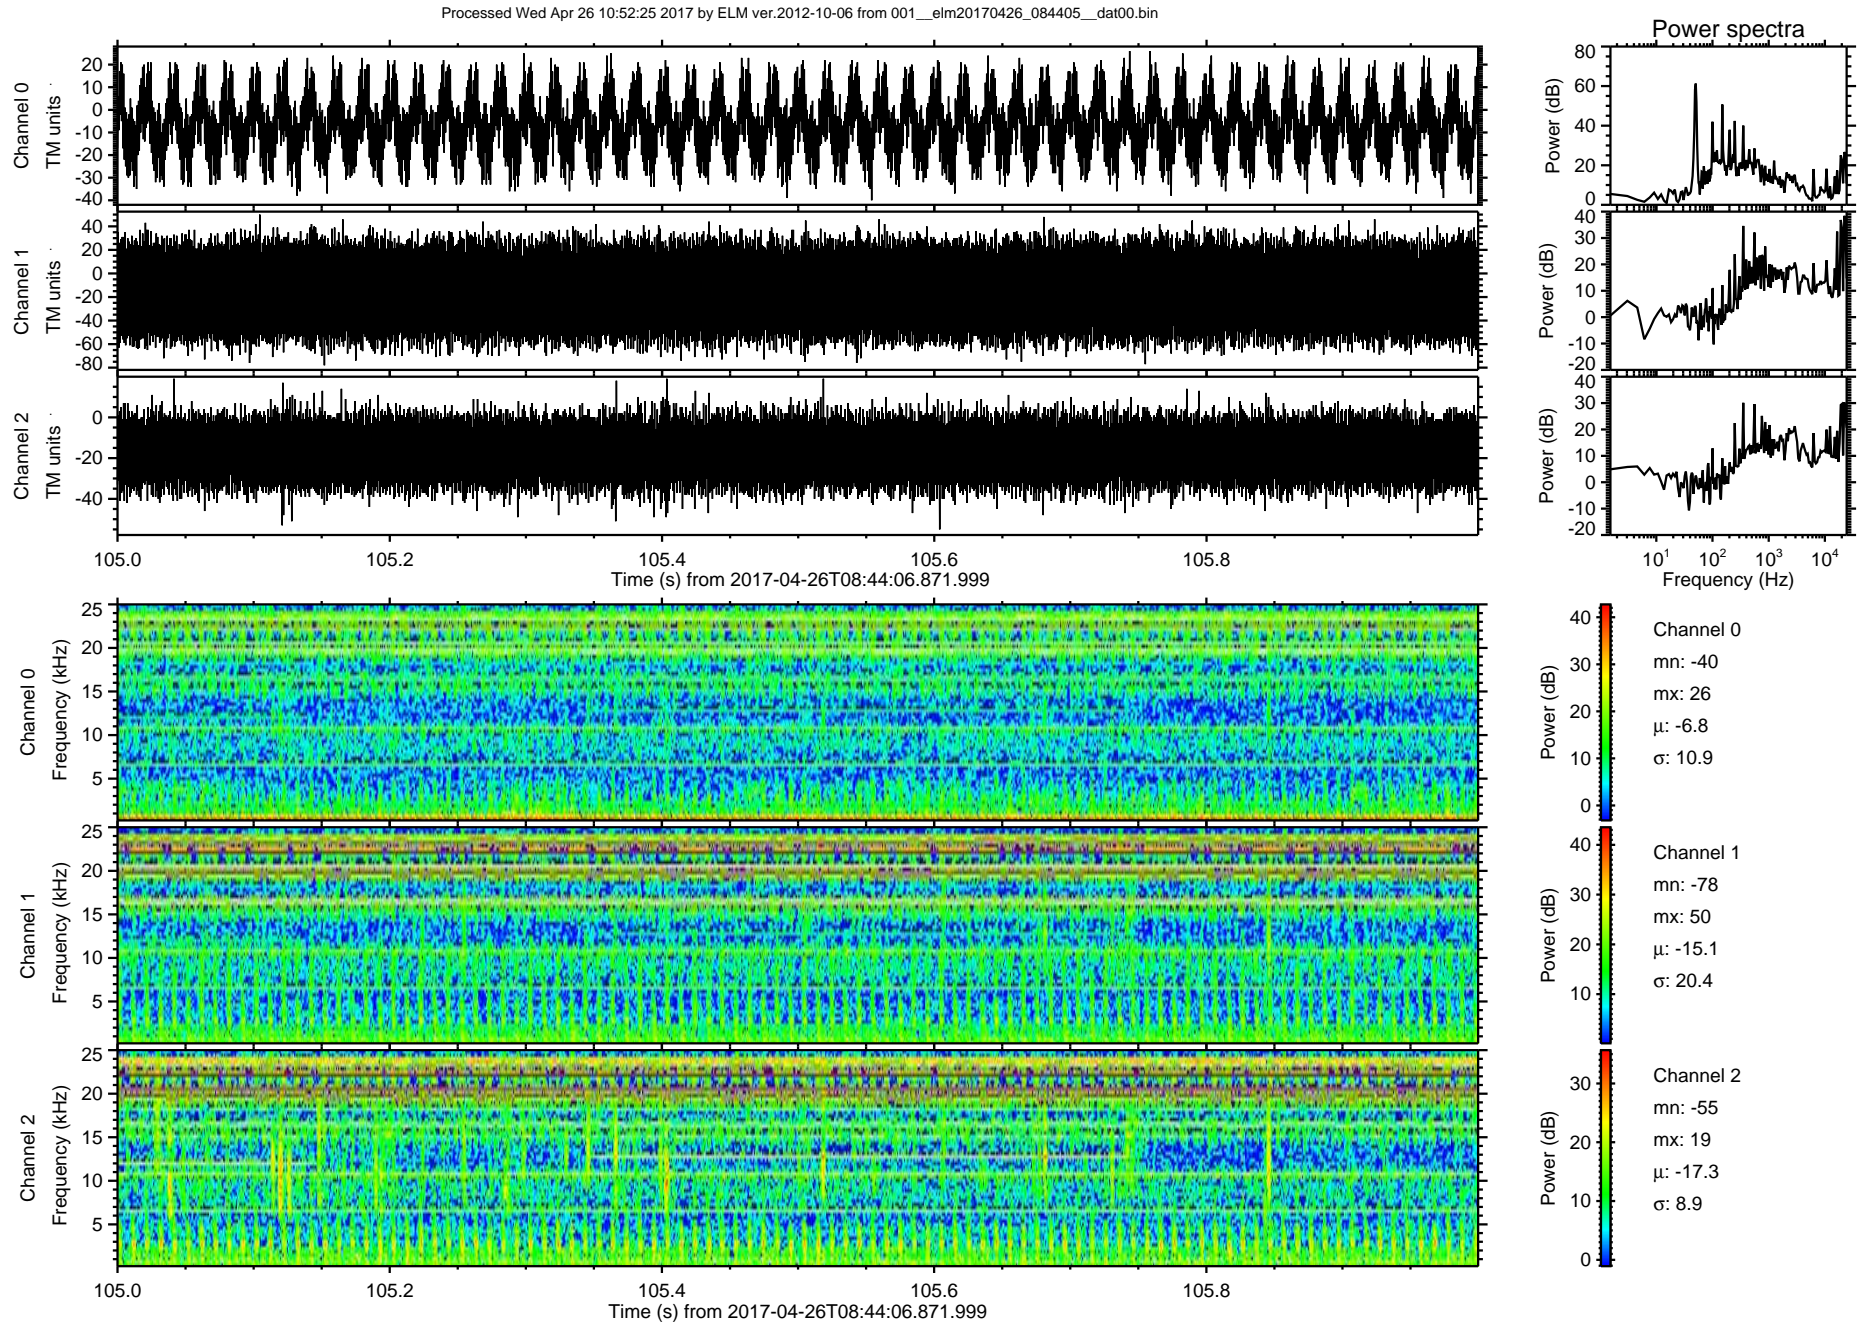 Processed Wed Apr 26 10:52:25 2017 by ELM ver.2012-10-06 from 001__elm20170426_084405__dat00.bin
Power spectra
Channel 0
TM units
20
10
0
-10
-20
-30
-40
Power (dB)
80
60
40
20
0
Channel 1
TM units
40
20
0
-20
-40
-60
-80
Power (dB)
40
30
20
10
0
-10
-20
Channel 2
TM units
0
-20
-40
Power (dB)
40
30
20
10
0
-10
-20
105.0 105.2 105.4 105.6 105.8
Time (s) from 2017-04-26T08:44:06.871.999
10^1 10^2 10^3 10^4
Frequency (Hz)
Channel 0
Frequency (kHz)
25
20
15
10
5
Power (dB)
40
30
20
10
0
Channel 0
mn: -40
mx: 26
μ: -6.8
σ: 10.9
Channel 1
Frequency (kHz)
25
20
15
10
5
Power (dB)
40
30
20
10
Channel 1
mn: -78
mx: 50
μ: -15.1
σ: 20.4
Channel 2
Frequency (kHz)
25
20
15
10
5
Power (dB)
30
20
10
0
Channel 2
mn: -55
mx: 19
μ: -17.3
σ: 8.9
105.0 105.2 105.4 105.6 105.8
Time (s) from 2017-04-26T08:44:06.871.999